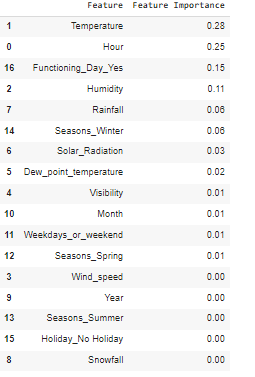 Feature Feature Importance
1 Temperature 0.28
0 Hour 0.25
16 Functioning_Day_Yes 0.15
2 Humidity 0.11
7 Rainfall 0.06
14 Seasons_Winter 0.06
6 Solar_Radiation 0.03
5 Dew_point_temperature 0.02
4 Visibility 0.01
10 Month 0.01
11 Weekdays_or_weekend 0.01
12 Seasons_Spring 0.01
3 Wind_speed 0.00
9 Year 0.00
13 Seasons_Summer 0.00
15 Holiday_No Holiday 0.00
8 Snowfall 0.00